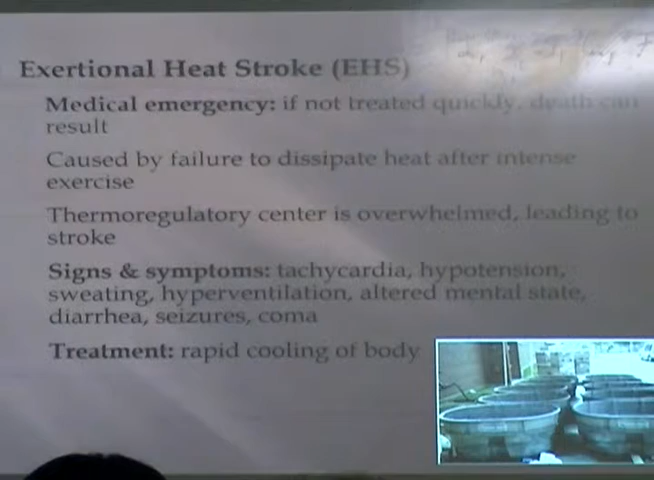 Exertional Heat Stroke (EHS)
Medical emergency: if not treated quickly, death can
result
Caused by failure to dissipate heat after intense
exercise
Thermoregulatory center is overwhelmed, leading to
stroke
Signs & symptoms: tachycardia, hypotension,
sweating, hyperventilation, altered mental state,
diarrhea, seizures, coma
Treatment: rapid cooling of body